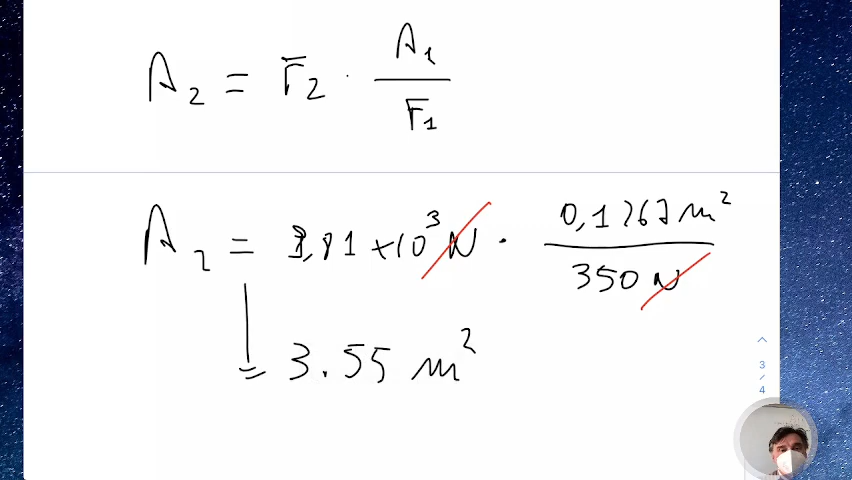 A₂ = F₂ · A₁ / F₁
A₂ = 9,81 × 10³ N · 0,1267 m² / 350 N
= 3.55 m²
3
/
4